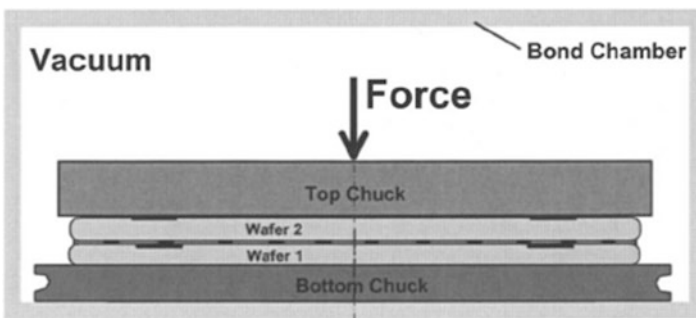 Bond Chamber
Vacuum
Force
Top Chuck
Wafer 2
Wafer 1
Bottom Chuck